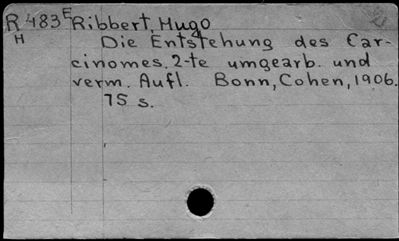 R 483 E Ribbert, Hugo
H Die Entstehung des Car-
cinomes. 2-te umgearb. und
verm. Aufl. Bonn, Cohen, 1906.
75 s.